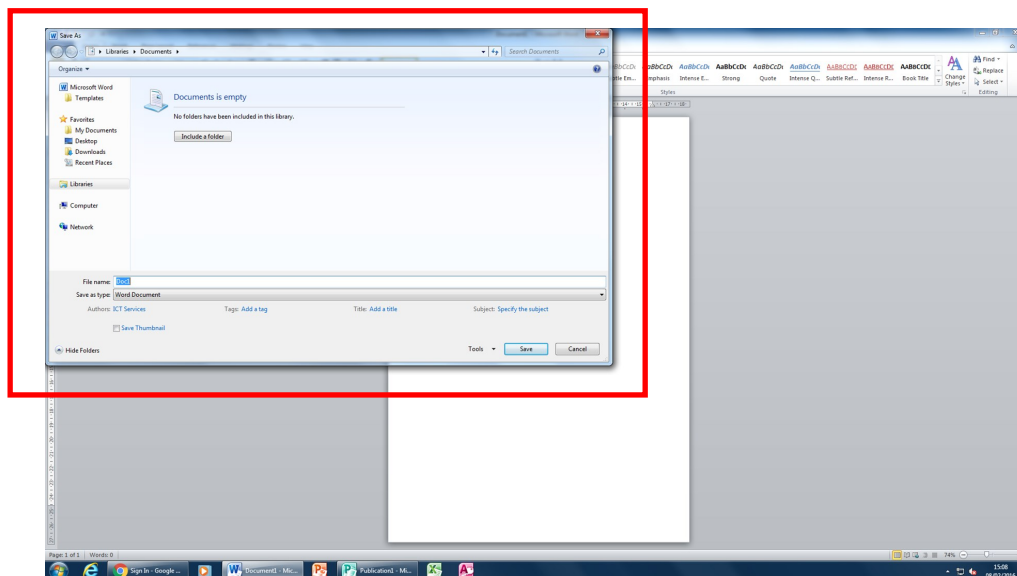 Save As
Libraries ▸ Documents ▸
Search Documents
Organize
Microsoft Word
Templates
Favorites
My Documents
Desktop
Downloads
Recent Places
Libraries
Computer
Network
Documents is empty
No folders have been included in this library.
Include a folder
File name: Doc1
Save as type: Word Document
Authors: ICT Services Tags: Add a tag Title: Add a title Subject: Specify the subject
Save Thumbnail
Hide Folders
Tools Save Cancel
AaBbCcDc AaBbCcDc AaBbCcDc AaBbCcDc AaBbCcDc AaBbCcDc AaBbCcDc AaBbCcDc
Intense E... Strong Quote Intense Q... Subtle Ref... Intense R... Book Title
Change Styles
Find
Replace
Select
Styles
Editing
Page: 1 of 1 Words: 0
74%
Sign In - Google ... Document1 - Mic... Publication1 - Mi...
15:08
08/02/2016